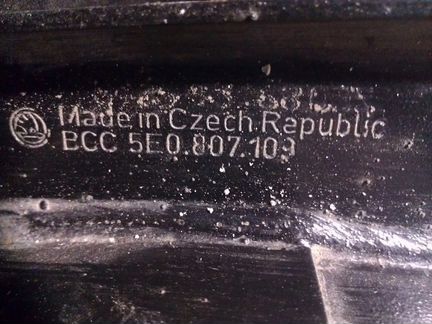 Made in Czech Republic
BCC 5E0.807.109